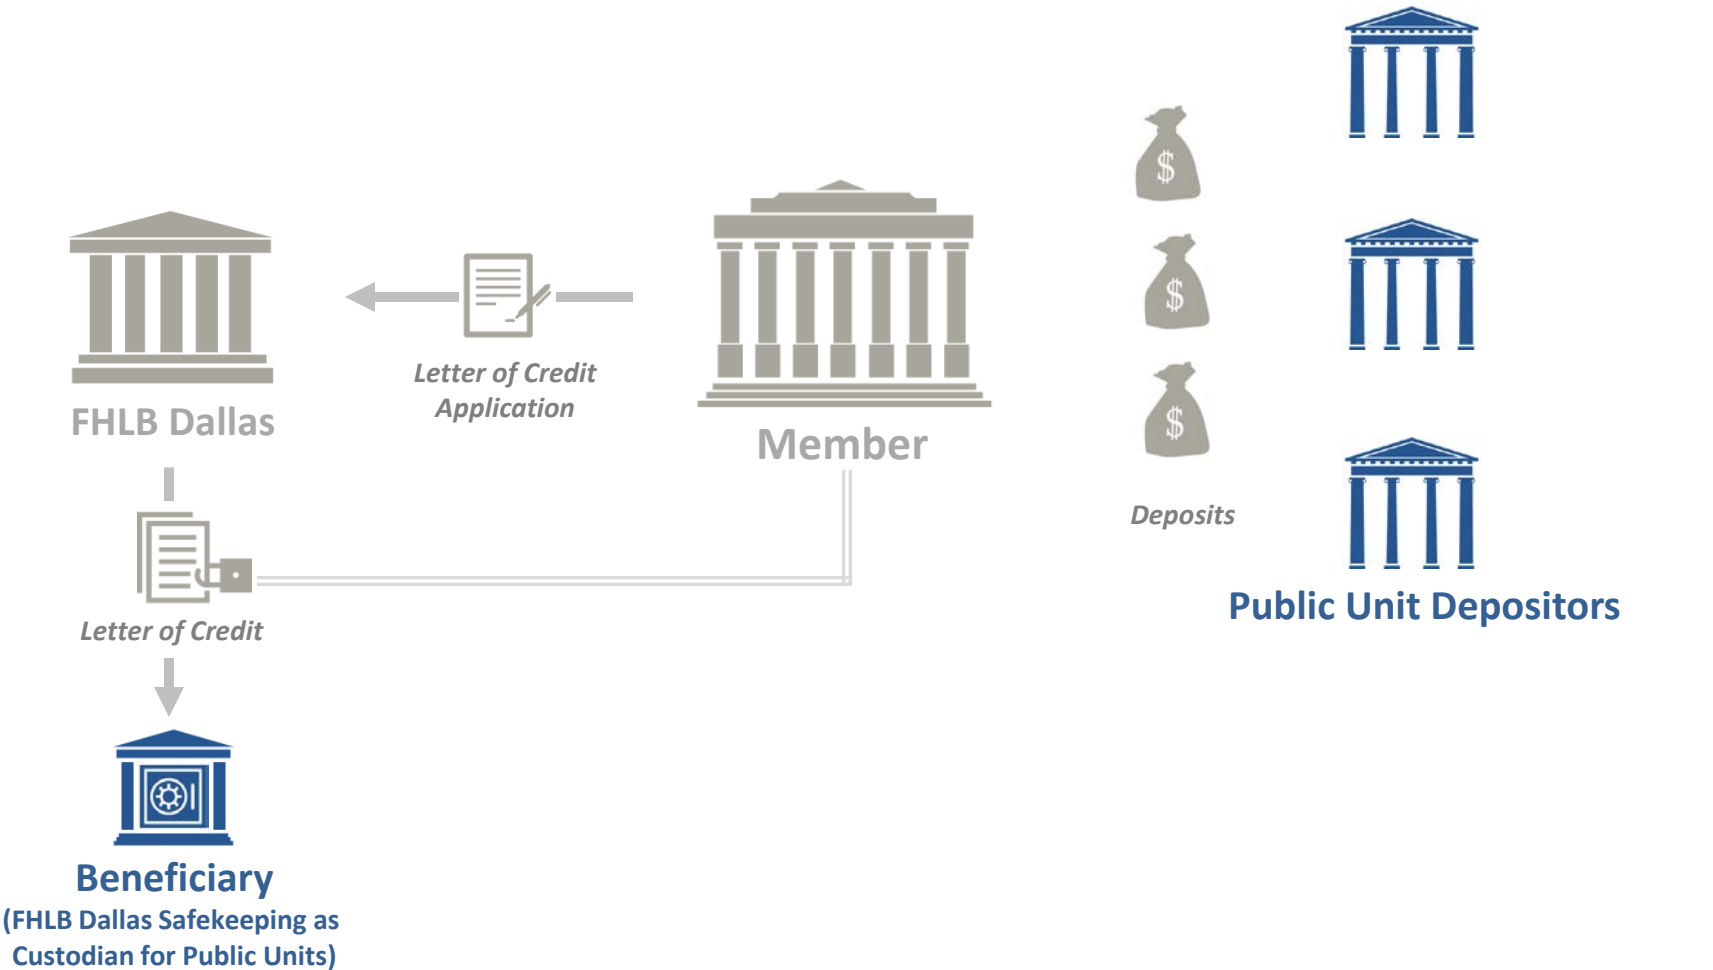 $
$
$
Letter of Credit
Application
FHLB Dallas
Member
Deposits
Public Unit Depositors
Letter of Credit
Beneficiary
(FHLB Dallas Safekeeping as
Custodian for Public Units)